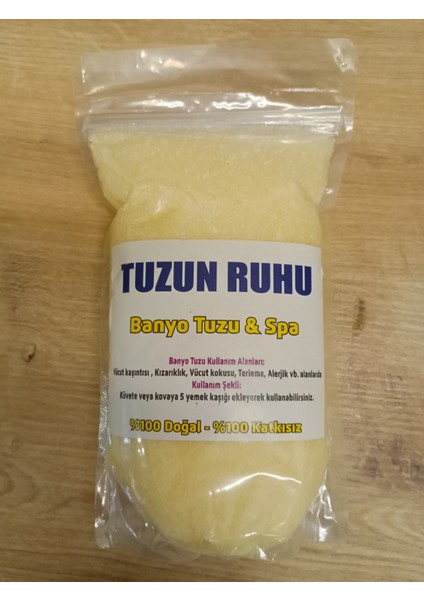 TUZUN RUHU
Banyo Tuzu & Spa
Banyo Tuzu Kullanım Alanları:
Vücut kaşıntısı , Kızarıklık, Vücut kokusu, Terleme, Alerjik vb. alanlarda
Kullanım Şekli:
Küvete veya kovaya 5 yemek kaşığı ekleyerek kullanabilirsiniz.
%100 Doğal - %100 Katkısız